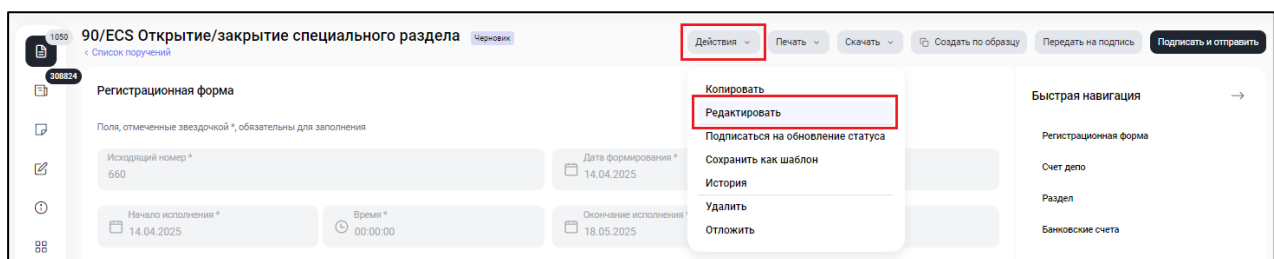 1050
90/ECS Открытие/закрытие специального раздела Черновик
‹ Список поручений
Действия Печать Скачать Создать по образцу Передать на подпись Подписать и отправить
308824
Регистрационная форма
Поля, отмеченные звездочкой *, обязательны для заполнения
Исходящий номер *
660
Дата формирования *
14.04.2025
Начало исполнения *
14.04.2025
Время *
00:00:00
Окончание исполнения *
18.05.2025
Копировать
Редактировать
Подписаться на обновление статуса
Сохранить как шаблон
История
Удалить
Отложить
Быстрая навигация →
Регистрационная форма
Счет депо
Раздел
Банковские счета